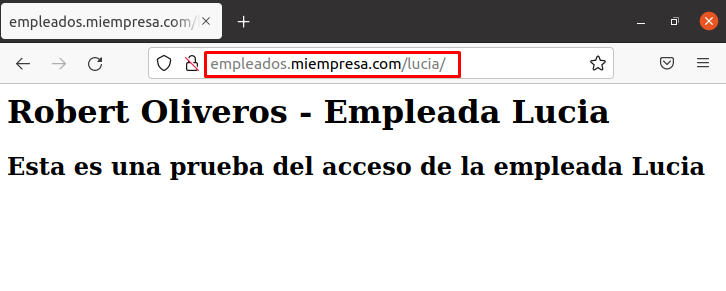 empleados.miempresa.com/
empleados.miempresa.com/lucia/
Robert Oliveros - Empleada Lucia
Esta es una prueba del acceso de la empleada Lucia